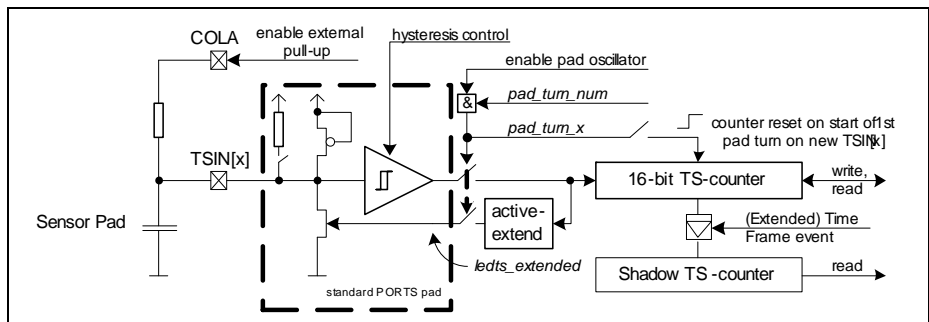 COLA
enable external
pull-up
hysteresis control
enable pad oscillator
&
pad_turn_num
pad_turn_x
counter reset on start of1st
pad turn on new TSIN[x]
TSIN[x]
16-bit TS-counter
write,
read
Sensor Pad
active-
extend
(Extended) Time
Frame event
ledts_extended
standard PORTS pad
Shadow TS -counter
read